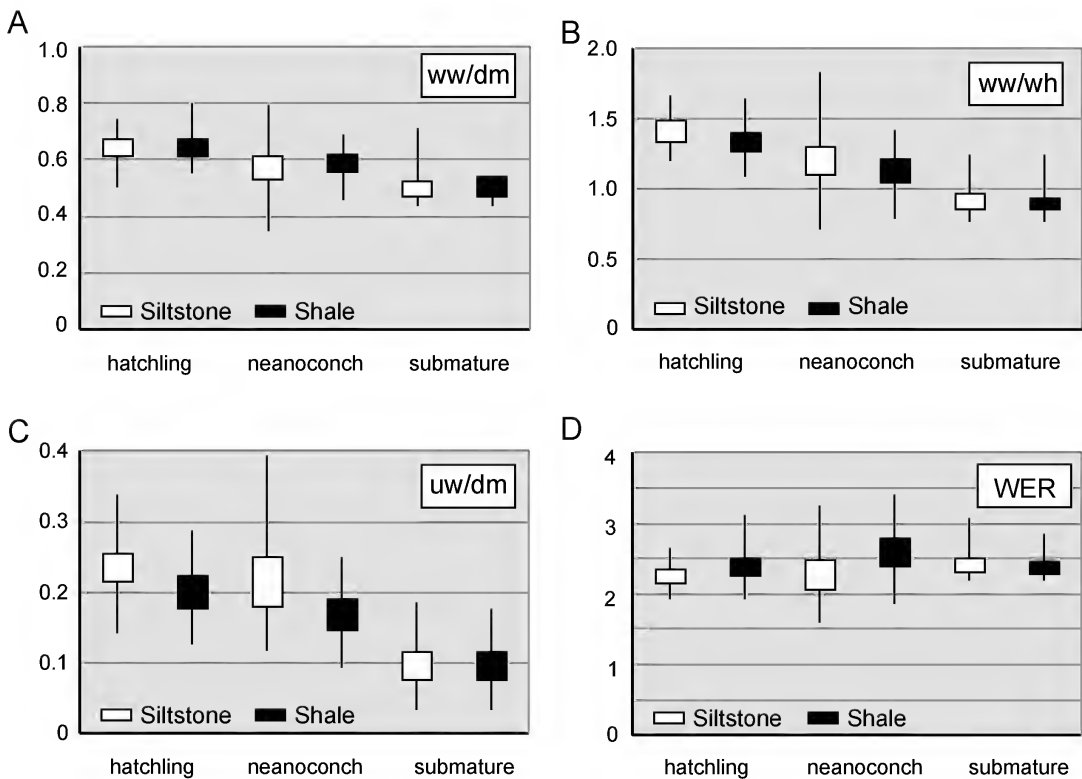 A
1.0
0.8
0.6
0.4
0.2
0
ww/dm
Siltstone Shale
hatchling neanoconch submature
B
2.0
1.5
1.0
0.5
0
ww/wh
Siltstone Shale
hatchling neanoconch submature
C
0.4
0.3
0.2
0.1
0
uw/dm
Siltstone Shale
hatchling neanoconch submature
D
4
3
2
1
0
WER
Siltstone Shale
hatchling neanoconch submature